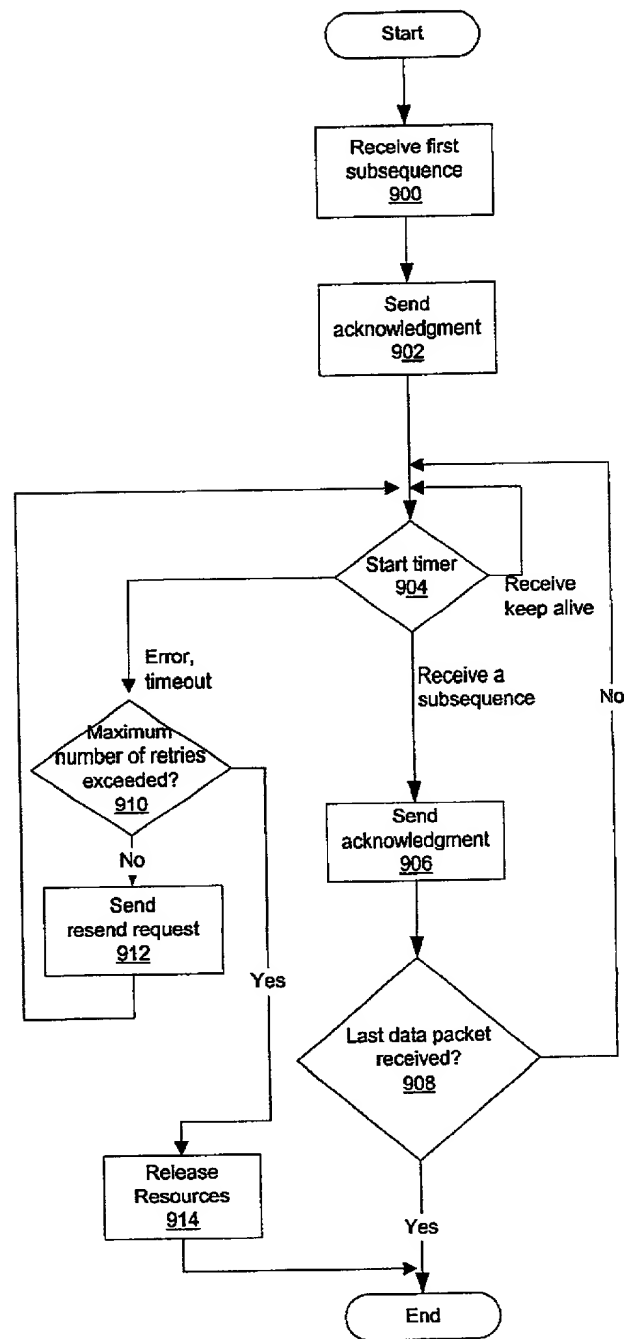 Start
Receive first
subsequence
900
Send
acknowledgment
902
Start timer
904
Receive
keep alive
Error,
timeout
Receive a
subsequence
No
Maximum
number of retries
exceeded?
910
Send
acknowledgment
906
No
Send
resend request
912
Yes
Last data packet
received?
908
Release
Resources
914
Yes
End